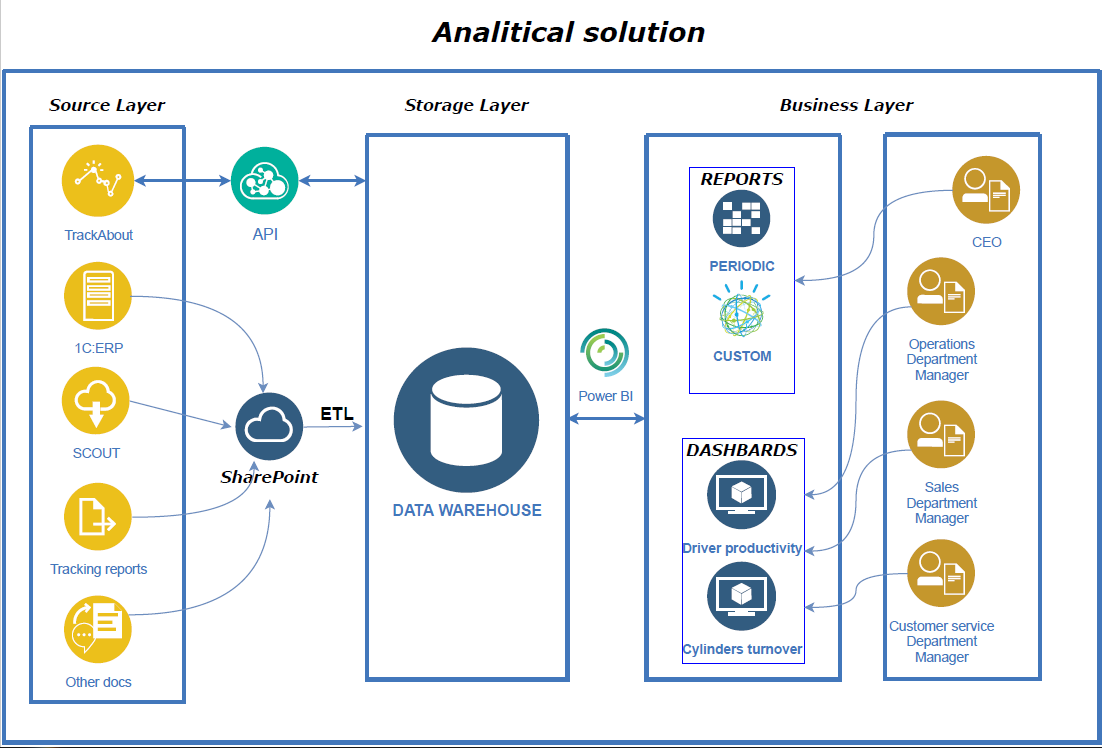 Analitical solution
Source Layer
Storage Layer
Business Layer
TrackAbout
API
1C:ERP
SCOUT
ETL
SharePoint
Tracking reports
Other docs
DATA WAREHOUSE
Power BI
REPORTS
PERIODIC
CUSTOM
DASHBARDS
Driver productivity
Cylinders turnover
CEO
Operations
Department
Manager
Sales
Department
Manager
Customer service
Department
Manager